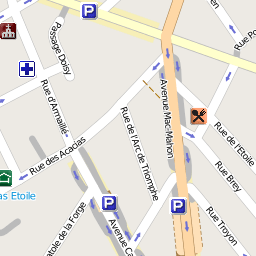 P
Passage Doisy
Rue Po
Avenue Mac-Mahon
Rue d'Armaillé
Rue de l'Arc de Triomphe
Rue de l'Etoile
Rue des Acacias
Rue Brey
as Etoile
P
P
Rue Troyon
atole de la Forge
Avenue Ca